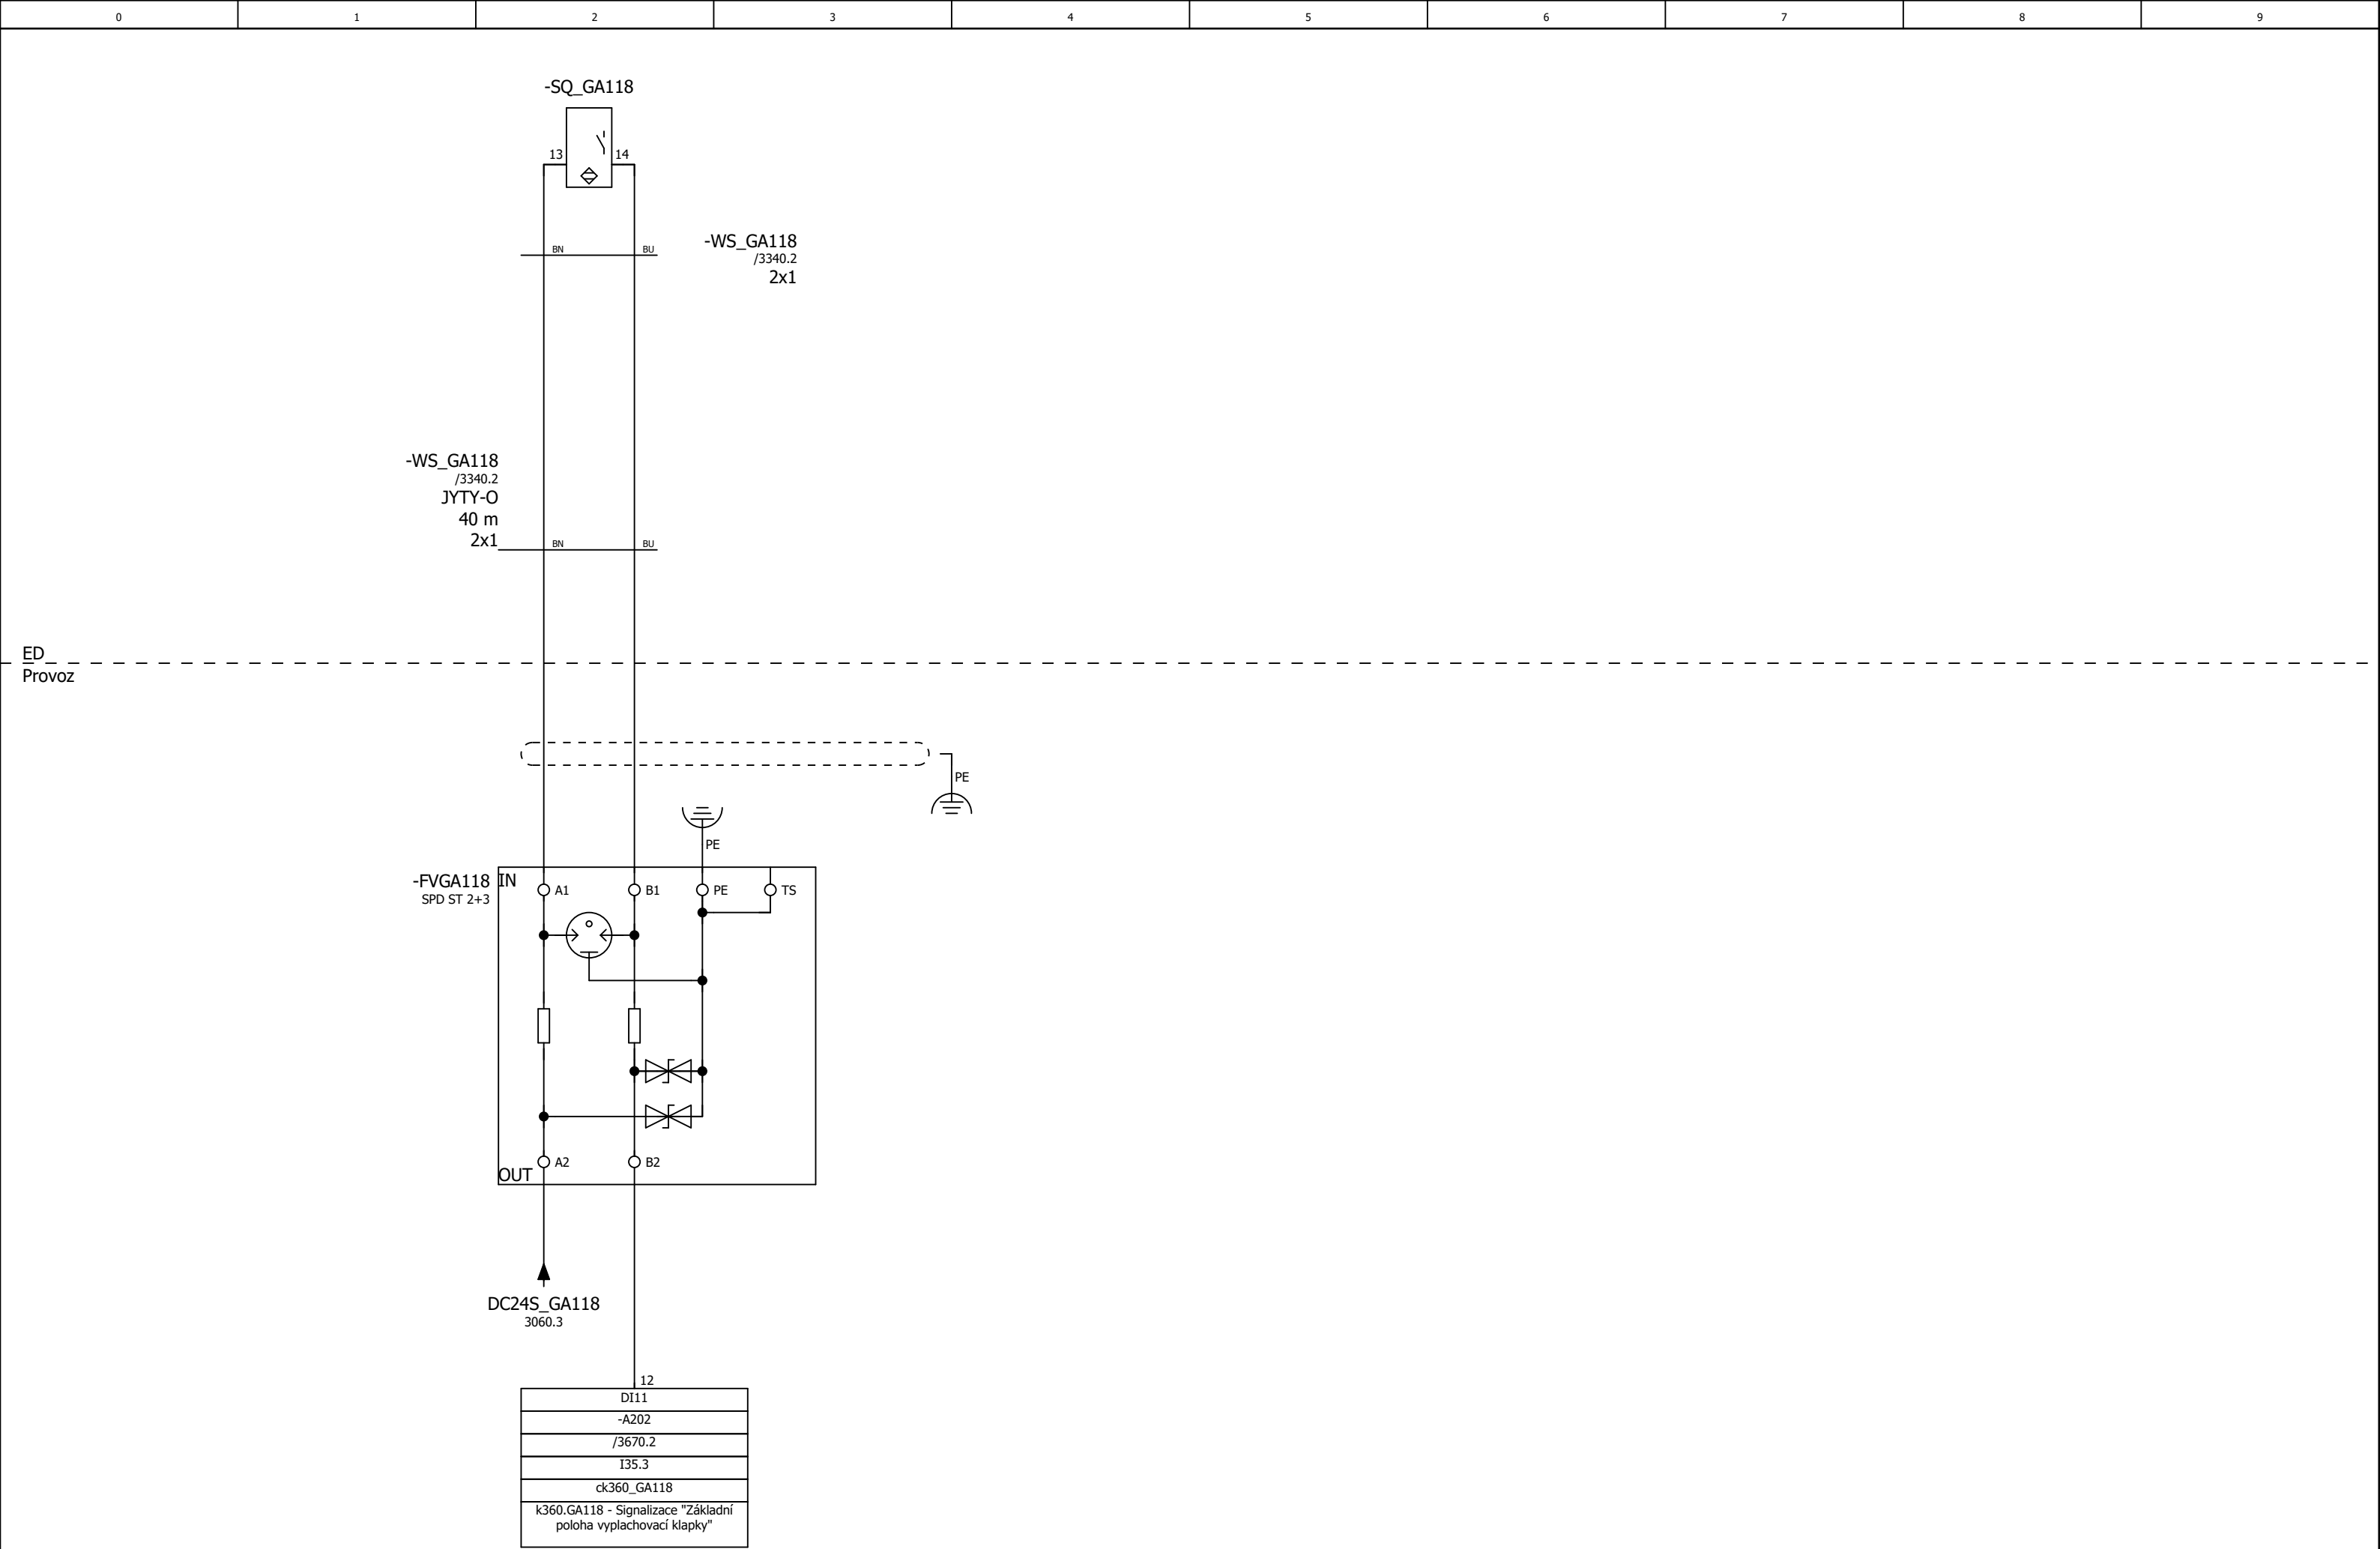 0 1 2 3 4 5 6 7 8 9
-SQ_GA118
13 14
BN BU
-WS_GA118
/3340.2
2x1
-WS_GA118
/3340.2
JYTY-O
40 m
2x1
BN BU
ED
Provoz
PE
PE
-FVGA118
SPD ST 2+3
IN
A1 B1 PE TS
A2 B2
OUT
DC24S_GA118
3060.3
12
DI11
-A202
/3670.2
I35.3
ck360_GA118
k360.GA118 - Signalizace "Základní
poloha vyplachovací klapky"